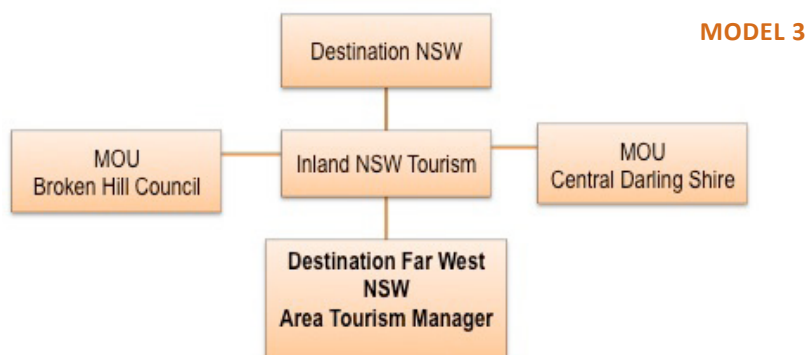 MODEL 3
Destination NSW
MOU
Broken Hill Council
Inland NSW Tourism
MOU
Central Darling Shire
Destination Far West
NSW
Area Tourism Manager